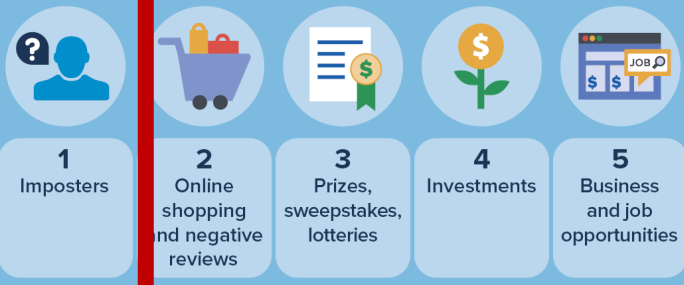 ?
$
$
JOB
$ $
1
Imposters
2
Online
shopping
and negative
reviews
3
Prizes,
sweepstakes,
lotteries
4
Investments
5
Business
and job
opportunities